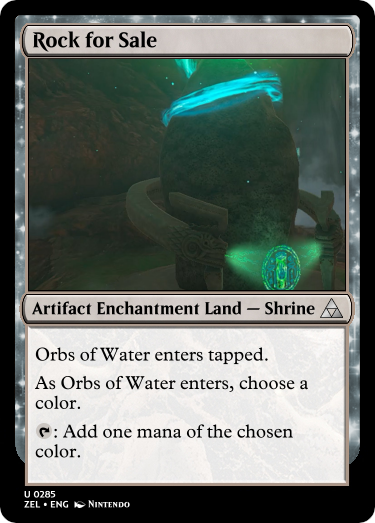 Rock for Sale
Artifact Enchantment Land — Shrine
Orbs of Water enters tapped.
As Orbs of Water enters, choose a
color.
: Add one mana of the chosen
color.
U 0285
ZEL • ENG Nintendo